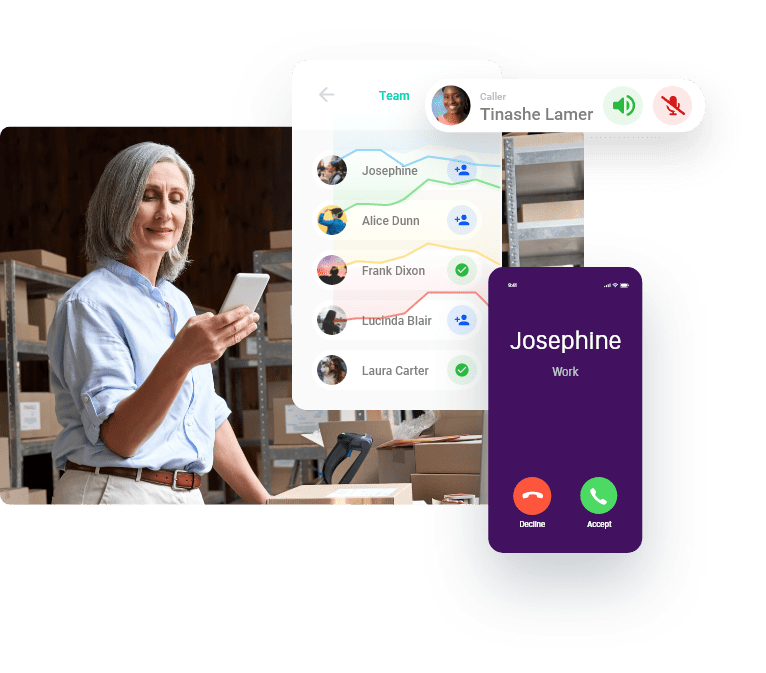 Team
Caller
Tinashe Lamer
Josephine
Alice Dunn
Frank Dixon
Lucinda Blair
Laura Carter
9:41
Josephine
Work
Decline
Accept